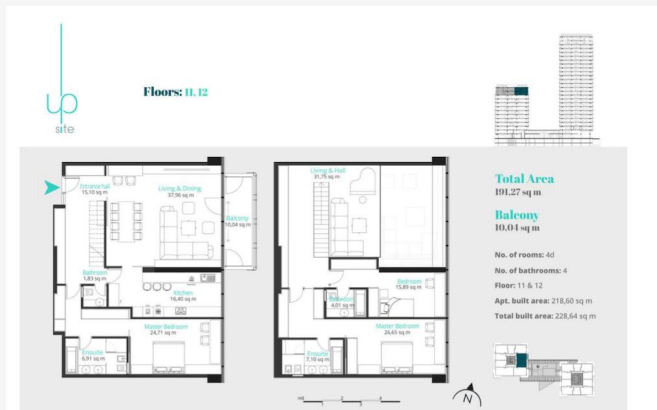 up
site
Floors: 11, 12
Entrance hall
15,10 sq m
Living & Dining
37,96 sq m
Balcony
10,04 sq m
Bathroom
1,83 sq m
Kitchen
16,40 sq m
Master Bedroom
24,71 sq m
Ensuite
6,91 sq m
Living & Hall
31,75 sq m
Bedroom
15,89 sq m
4,01 sq m
Master Bedroom
26,65 sq m
Ensuite
7,10 sq m
Total Area
191,27 sq m
Balcony
10,04 sq m
No. of rooms: 4d
No. of bathrooms: 4
Floor: 11 & 12
Apt. built area: 218,60 sq m
Total built area: 228,64 sq m
N